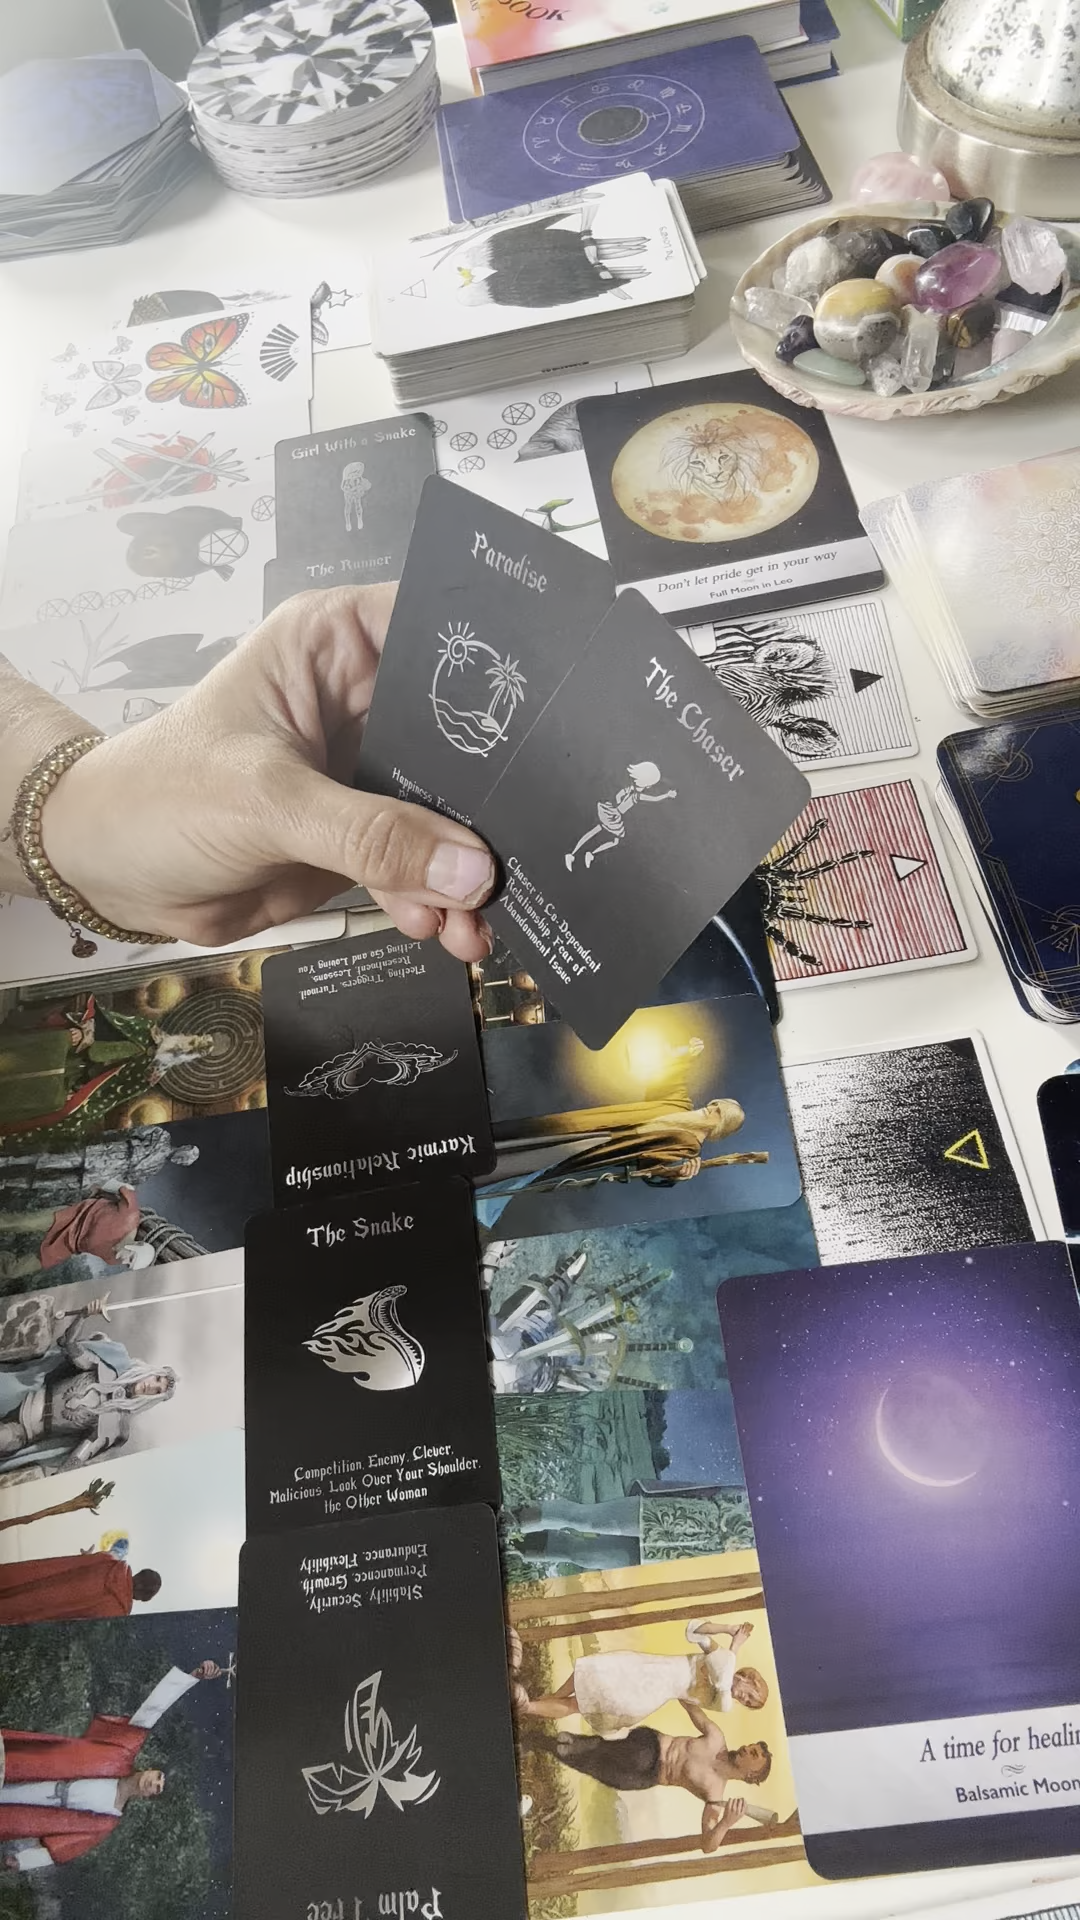 BOOK
Girl With a Snake
The Runner
Paradise
Happiness, Expansio
The Chaser
Chaser in Co-Dependent
Relationship, Fear of
Abandonment Issue
Don't let pride get in your way
Full Moon in Leo
Karmic Relationship
Fleeting, Triggers, Turmoil,
Resentment, Lessons,
Letting Go and Loving You
The Snake
Competition, Enemy, Clever,
Malicious, Look Over Your Shoulder,
the Other Woman
Palm Tree
Stability, Security,
Permanence, Growth,
Endurance, Flexibility
A time for healin
Balsamic Moon